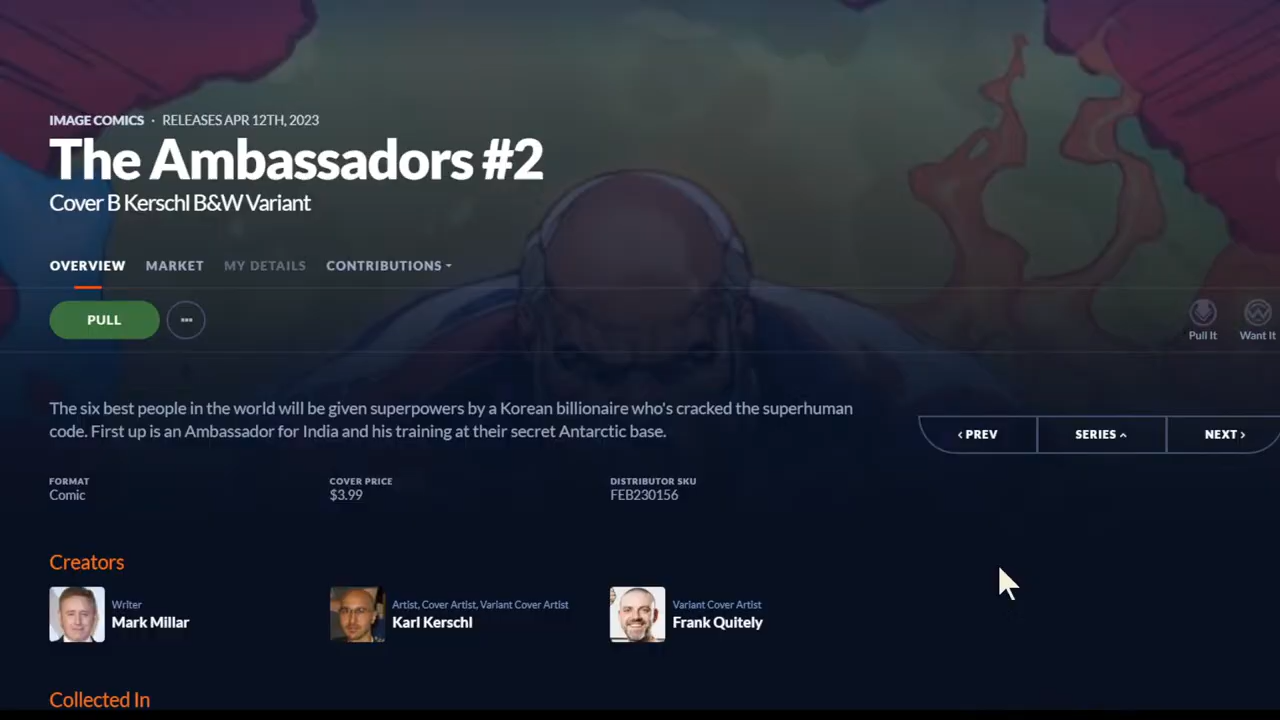 IMAGE COMICS · RELEASES APR 12TH, 2023
The Ambassadors #2
Cover B Kerschl B&W Variant
OVERVIEW MARKET MY DETAILS CONTRIBUTIONS
PULL ···
Pull It Want It
The six best people in the world will be given superpowers by a Korean billionaire who's cracked the superhuman
code. First up is an Ambassador for India and his training at their secret Antarctic base.
‹ PREV SERIES NEXT ›
FORMAT COVER PRICE DISTRIBUTOR SKU
Comic $3.99 FEB230156
Creators
Writer Artist, Cover Artist, Variant Cover Artist Variant Cover Artist
Mark Millar Karl Kerschl Frank Quitely
Collected In